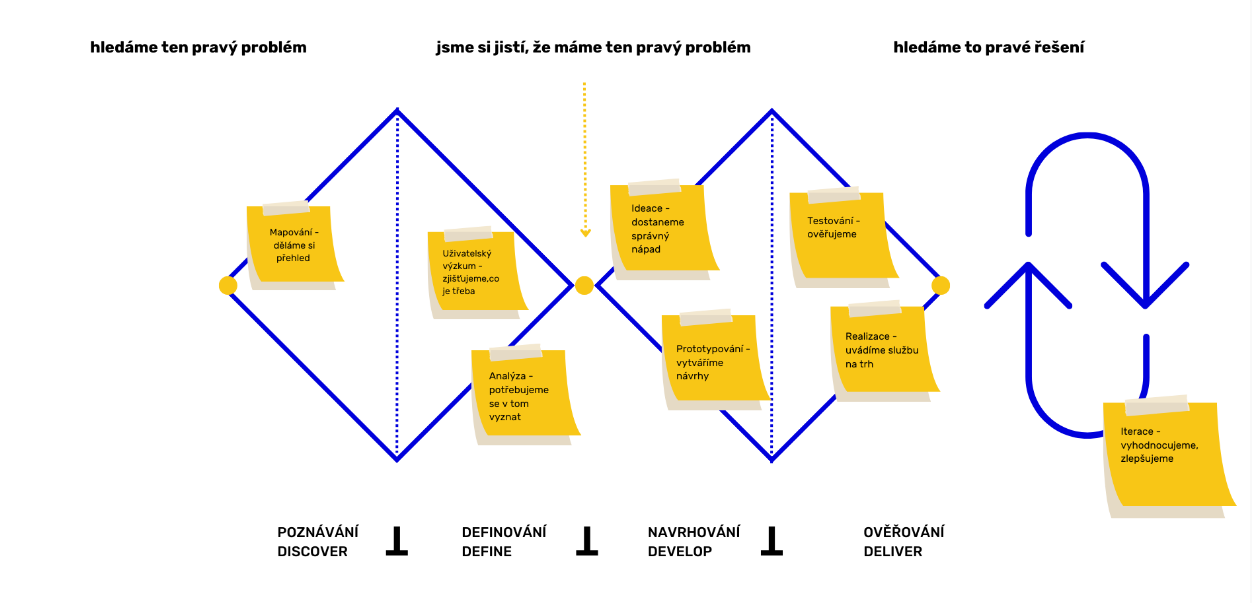 hledáme ten pravý problém
jsme si jistí, že máme ten pravý problém
hledáme to pravé řešení
Mapování -
děláme si
přehled
Uživatelský
výzkum -
zjišťujeme,co
je třeba
Analýza -
potřebujeme
se v tom
vyznat
Ideace -
dostaneme
správný
nápad
Prototypování -
vytváříme
návrhy
Testování -
ověřujeme
Realizace -
uvádíme službu
na trh
Iterace -
vyhodnocujeme,
zlepšujeme
POZNÁVÁNÍ
DISCOVER
DEFINOVÁNÍ
DEFINE
NAVRHOVÁNÍ
DEVELOP
OVĚŘOVÁNÍ
DELIVER